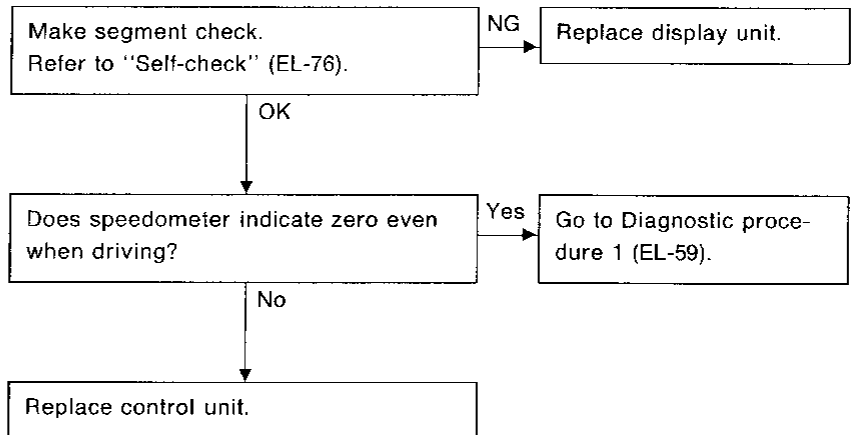 Make segment check.
Refer to "Self-check" (EL-76).
NG
Replace display unit.
OK
Does speedometer indicate zero even
when driving?
Yes
Go to Diagnostic proce-
dure 1 (EL-59).
No
Replace control unit.